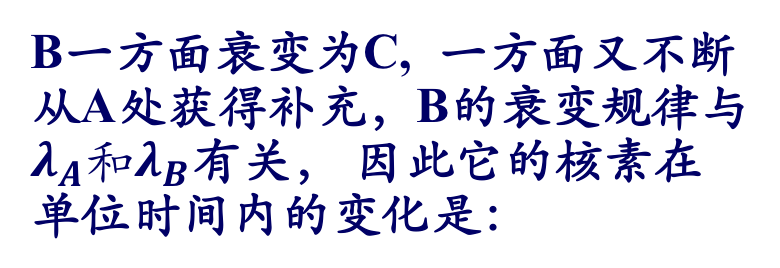 B一方面衰变为C, 一方面又不断
从A处获得补充，B的衰变规律与
λA和λB有关， 因此它的核素在
单位时间内的变化是：